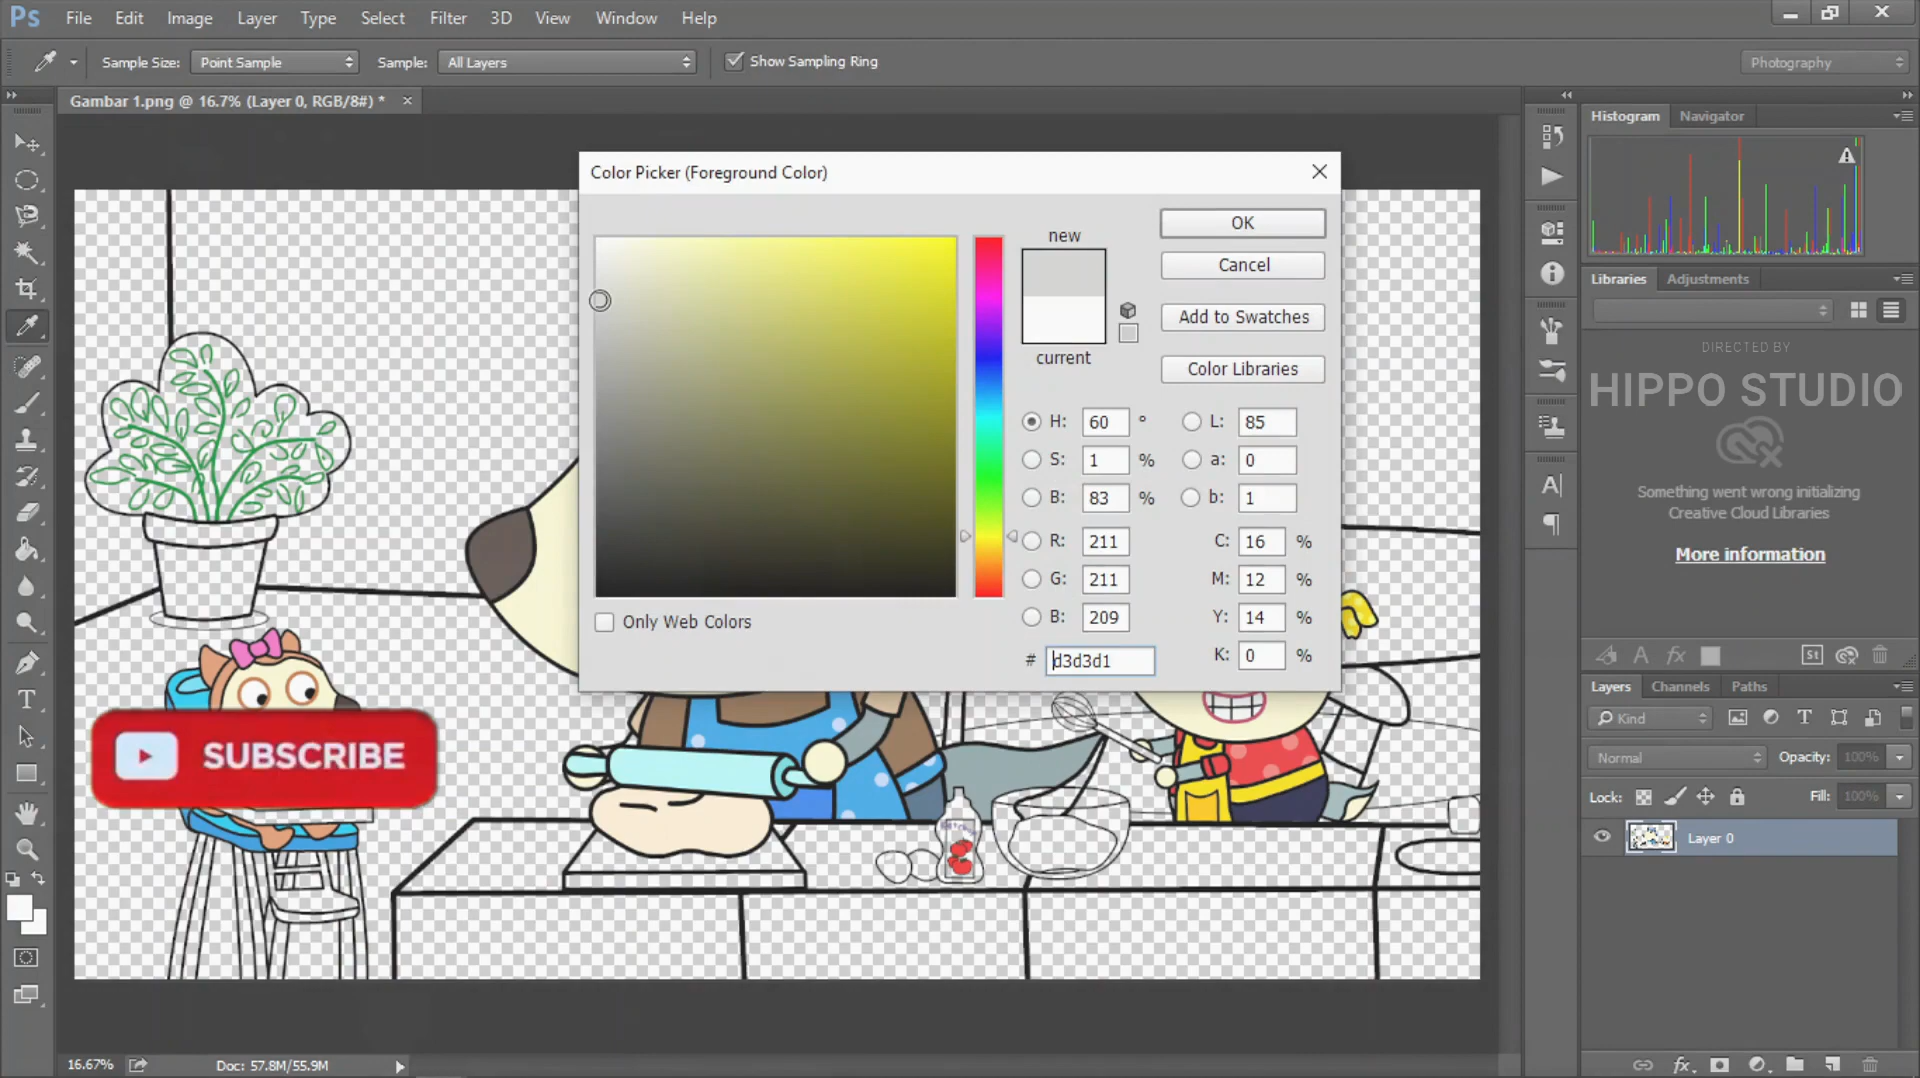 Ps File Edit Image Layer Type Select Filter 3D View Window Help
Sample Size: Point Sample Sample: All Layers Show Sampling Ring Photography
Gambar 1.png @ 16.7% (Layer 0, RGB/8#) *
Histogram Navigator
Color Picker (Foreground Color)
new
current
OK
Cancel
Add to Swatches
Color Libraries
H: 60 °
S: 1 %
B: 83 %
R: 211
G: 211
B: 209
# d3d3d1
L: 85
a: 0
b: 1
C: 16 %
M: 12 %
Y: 14 %
K: 0 %
Only Web Colors
Libraries Adjustments
DIRECTED BY
HIPPO STUDIO
Something went wrong initializing
Creative Cloud Libraries
More information
St
Layers Channels Paths
Kind
Normal Opacity: 100%
Lock: Fill: 100%
Layer 0
SUBSCRIBE
16.67% Doc: 57.8M/55.9M